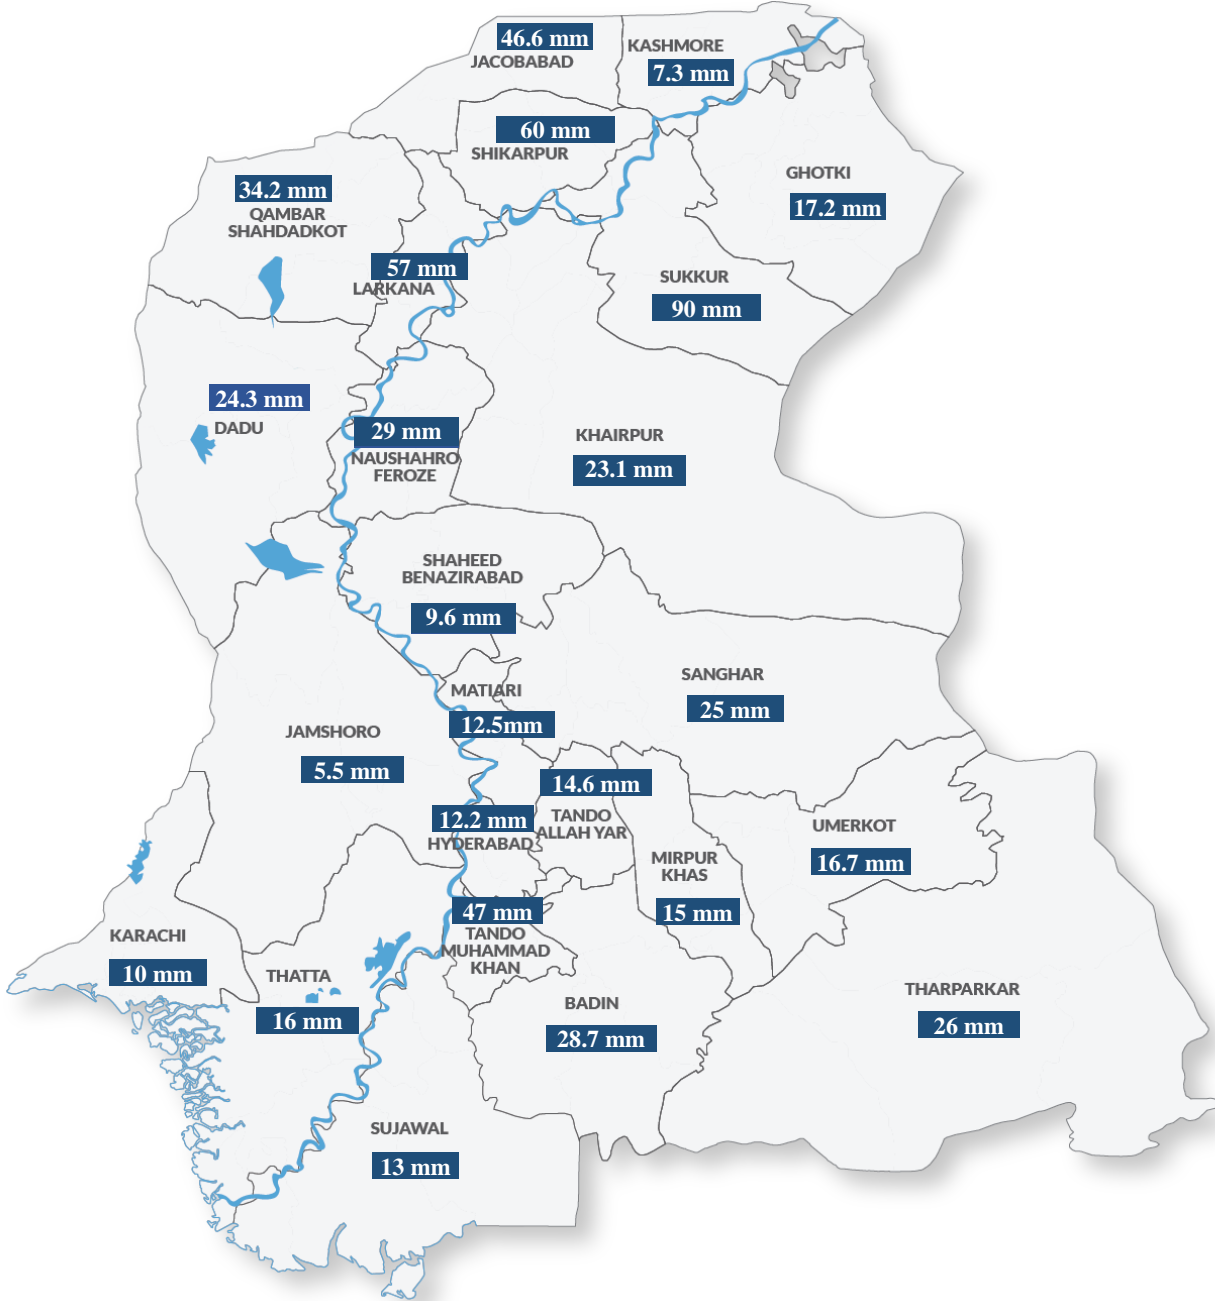 46.6 mm
JACOBABAD
KASHMORE
7.3 mm
60 mm
SHIKARPUR
GHOTKI
17.2 mm
34.2 mm
QAMBAR
SHAHDADKOT
57 mm
LARKANA
SUKKUR
90 mm
24.3 mm
DADU
29 mm
NAUSHAHRO
FEROZE
KHAIRPUR
23.1 mm
SHAHEED
BENAZIRABAD
9.6 mm
SANGHAR
25 mm
MATIARI
12.5mm
JAMSHORO
5.5 mm
14.6 mm
TANDO
ALLAH YAR
12.2 mm
HYDERABAD
UMERKOT
16.7 mm
MIRPUR
KHAS
15 mm
47 mm
TANDO
MUHAMMAD
KHAN
KARACHI
10 mm
THATTA
16 mm
BADIN
28.7 mm
THARPARKAR
26 mm
SUJAWAL
13 mm